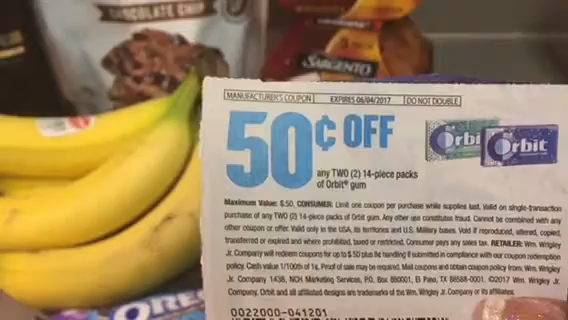 CHOCOLATE CHIP
SARGENTO
MANUFACTURER'S COUPON EXPIRES 06/04/2017 DO NOT DOUBLE
50¢ OFF
any TWO (2) 14-piece packs
of Orbit® gum
Orbit
Orbit
Maximum Value: $.50. CONSUMER: Limit one coupon per purchase while supplies last. Valid on single-transaction
purchase of any TWO (2) 14-piece packs of Orbit gum. Any other use constitutes fraud. Cannot be combined with any
other coupon or offer. Valid only in the USA, its territories and U.S. Military bases. Void if reproduced, altered, copied,
transferred or expired and where prohibited, taxed or restricted. Consumer pays any sales tax. RETAILER: Wm. Wrigley
Jr. Company will redeem coupons for up to $.50 plus 8¢ handling if submitted in compliance with our coupon redemption
policy. Cash value 1/100th of 1¢. Proof of sale may be required. Mail coupons and obtain coupon policy from: Wm. Wrigley
Jr. Company 1438, NCH Marketing Services, P.O. Box 880001, El Paso, TX 88588-0001. ©2017 Wm. Wrigley Jr.
Company. Orbit and all affiliated designs are trademarks of the Wm. Wrigley Jr. Company or its affiliates.
0022000-041201
OREO